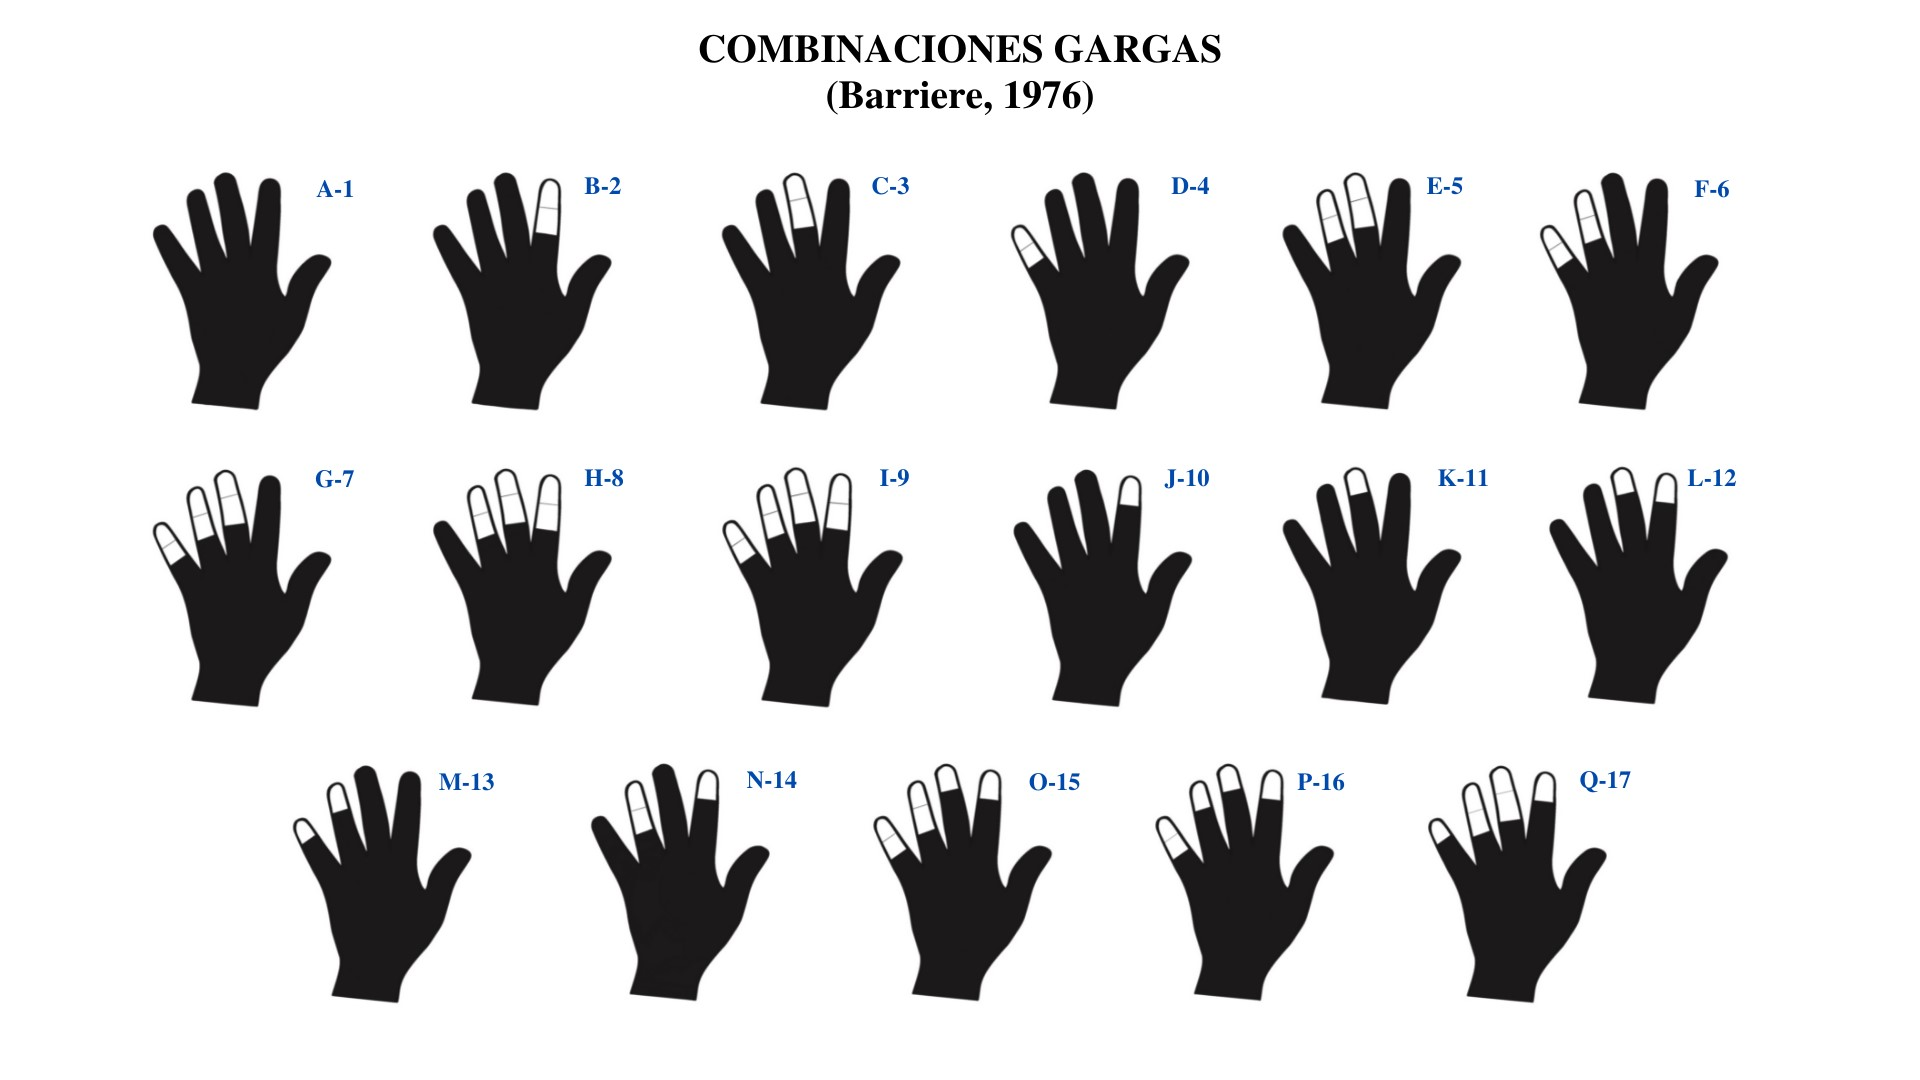 COMBINACIONES GARGAS
(Barriere, 1976)
A-1
B-2
C-3
D-4
E-5
F-6
G-7
H-8
I-9
J-10
K-11
L-12
M-13
N-14
O-15
P-16
Q-17